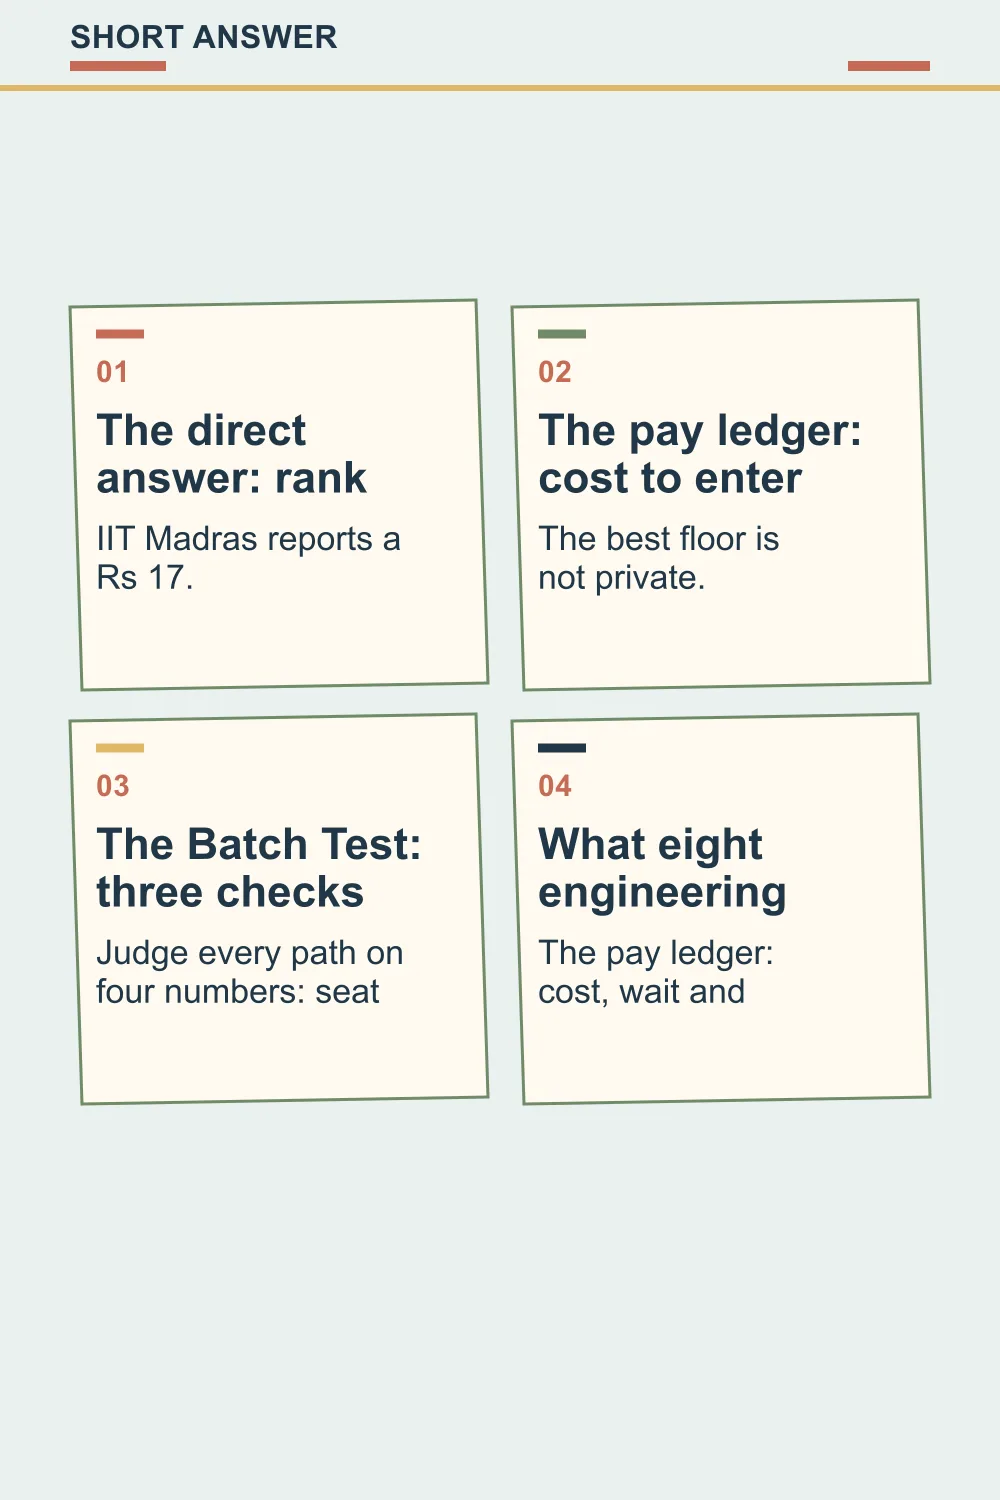 SHORT ANSWER
01
The direct
answer: rank
IIT Madras reports a
Rs 17.
02
The pay ledger:
cost to enter
The best floor is
not private.
03
The Batch Test:
three checks
Judge every path on
four numbers: seat
04
What eight
engineering
The pay ledger:
cost, wait and